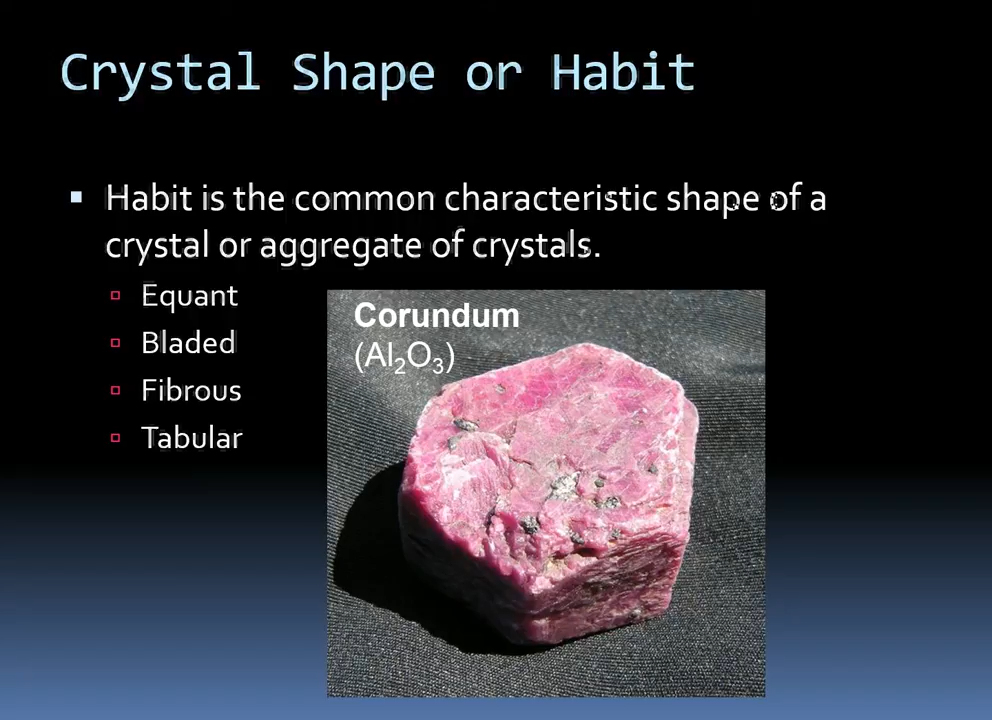 Crystal Shape or Habit
Habit is the common characteristic shape of a
crystal or aggregate of crystals.
Equant
Bladed
Fibrous
Tabular
Corundum
(Al₂O₃)